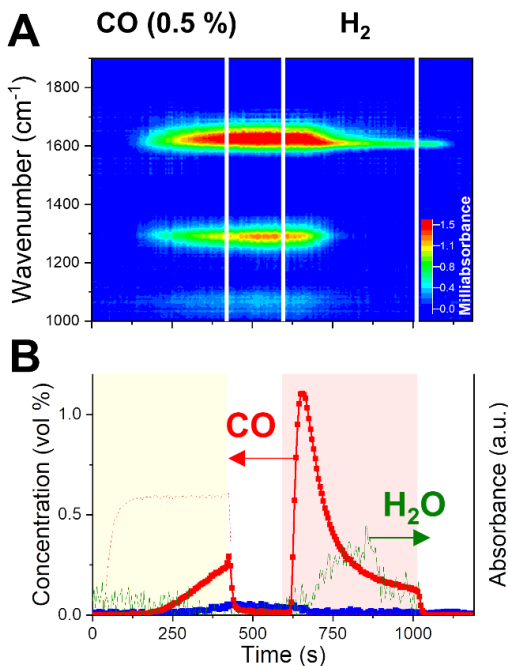 A
CO (0.5 %)
H₂
Wavenumber (cm⁻¹)
1800
1600
1400
1200
1000
1.5
1.1
0.8
0.4
0.0
Milliabsorbance
B
Concentration (vol %)
1.0
0.5
0.0
CO
H₂O
Absorbance (a.u.)
0
250
500
750
1000
Time (s)